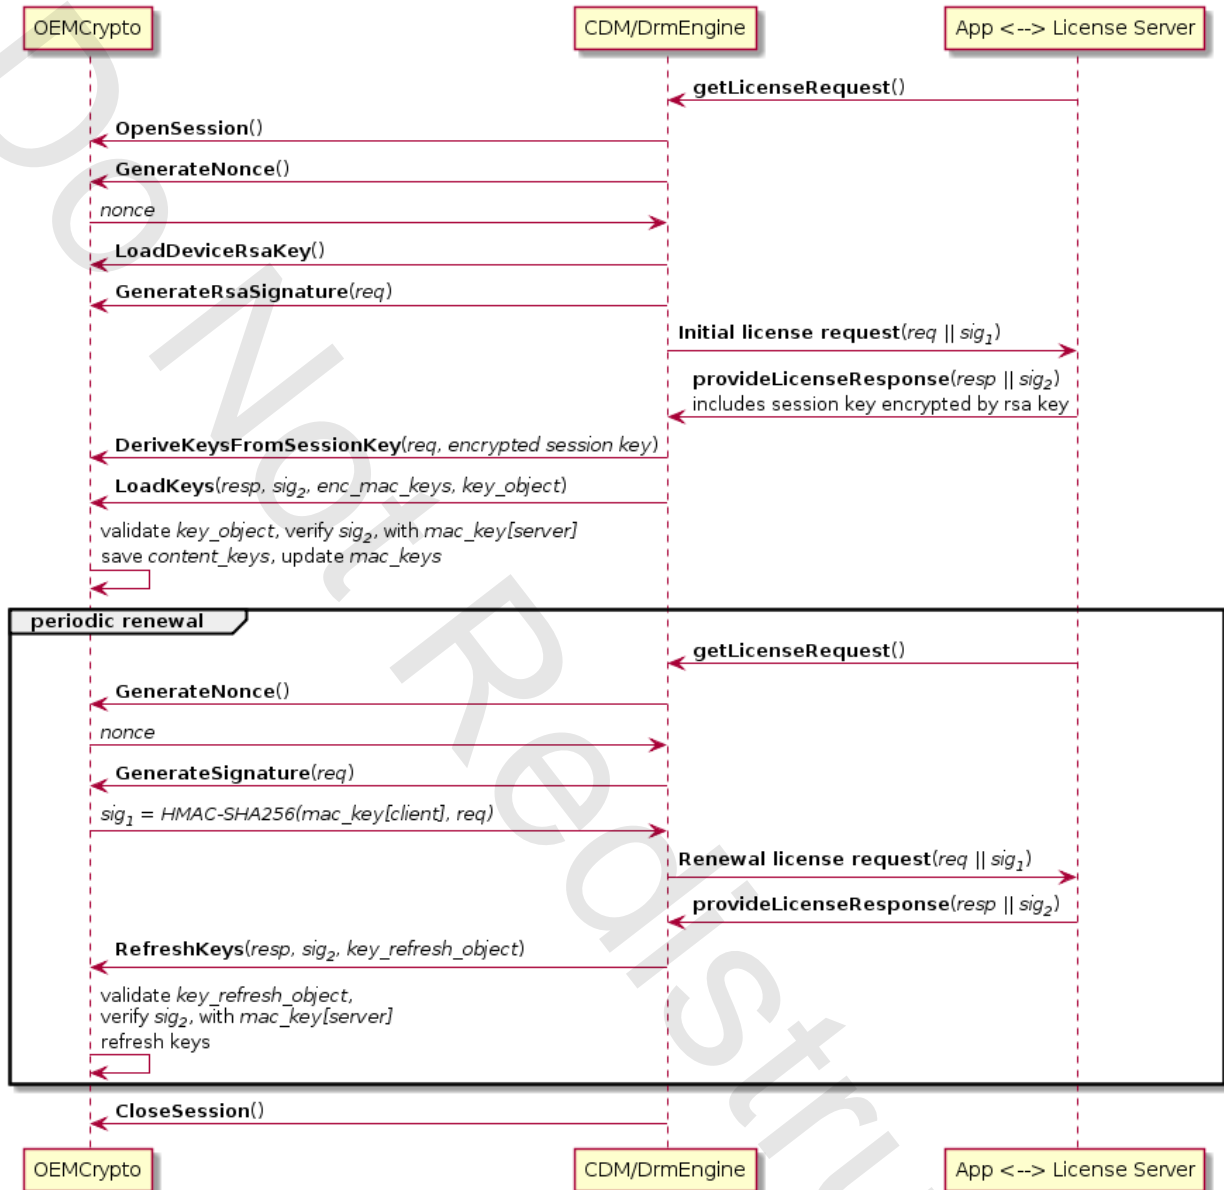 OEMCrypto CDM/DrmEngine App <--> License Server
getLicenseRequest()
OpenSession()
GenerateNonce()
nonce
LoadDeviceRsaKey()
GenerateRsaSignature(req)
Initial license request(req || sig1)
provideLicenseResponse(resp || sig2)
includes session key encrypted by rsa key
DeriveKeysFromSessionKey(req, encrypted session key)
LoadKeys(resp, sig2, enc_mac_keys, key_object)
validate key_object, verify sig2, with mac_key[server]
save content_keys, update mac_keys
periodic renewal
getLicenseRequest()
GenerateNonce()
nonce
GenerateSignature(req)
sig1 = HMAC-SHA256(mac_key[client], req)
Renewal license request(req || sig1)
provideLicenseResponse(resp || sig2)
RefreshKeys(resp, sig2, key_refresh_object)
validate key_refresh_object,
verify sig2, with mac_key[server]
refresh keys
CloseSession()
OEMCrypto CDM/DrmEngine App <--> License Server
Do Not Redistri